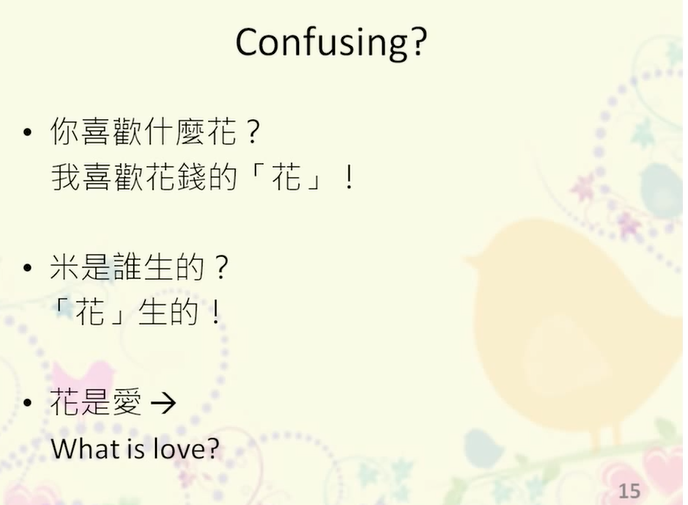 Confusing?
• 你喜歡什麼花？
我喜歡花錢的「花」！
• 米是誰生的？
「花」生的！
• 花是愛 →
What is love?
15